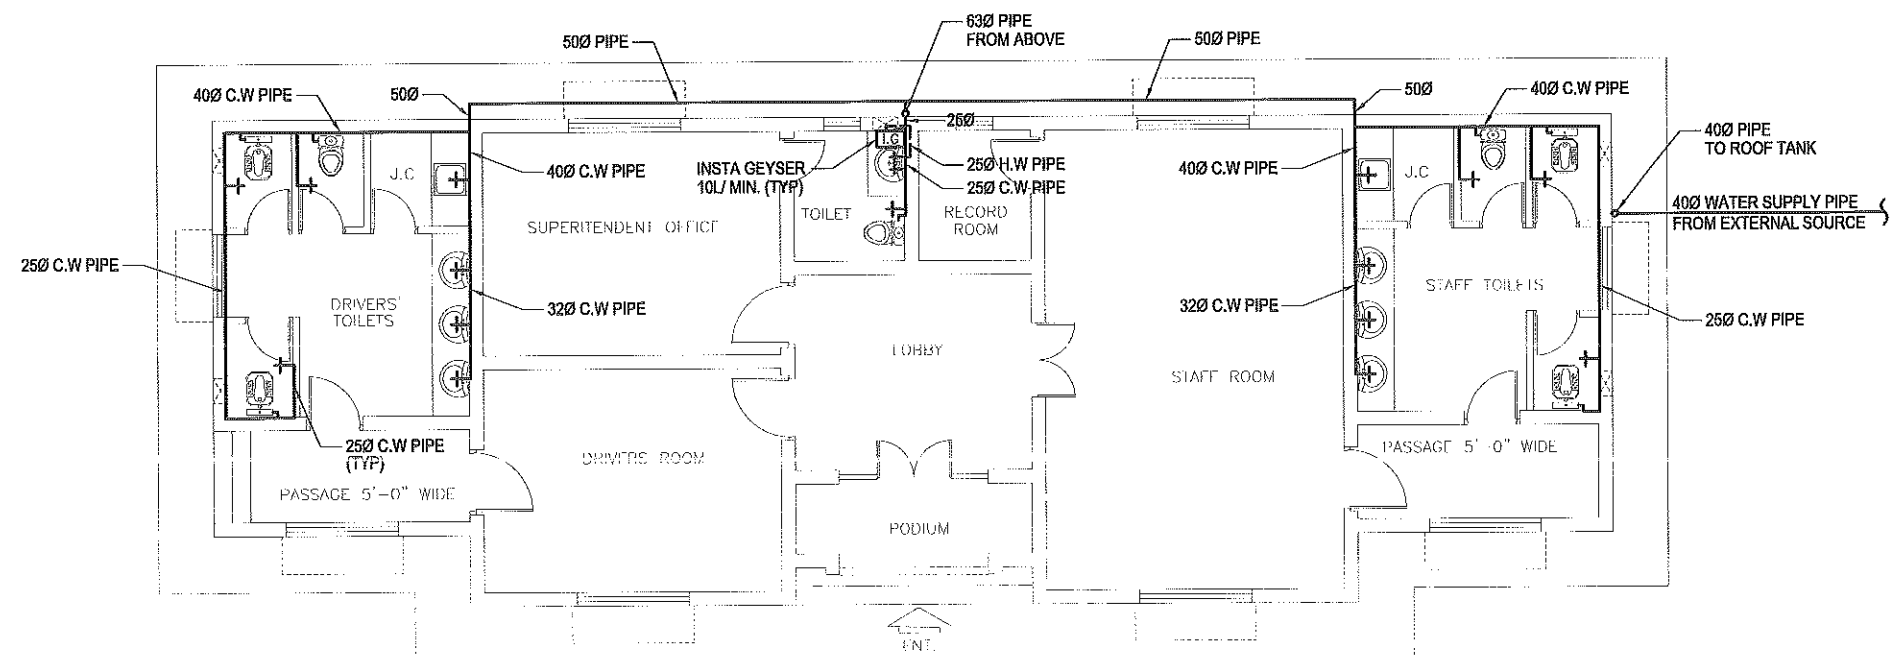 63Ø PIPE
FROM ABOVE
50Ø PIPE
50Ø PIPE
40Ø C.W PIPE
50Ø
50Ø
40Ø C.W PIPE
25Ø
40Ø PIPE
TO ROOF TANK
I.G
INSTA GEYSER
10L/ MIN. (TYP)
25Ø H.W PIPE
25Ø C.W PIPE
J.C
40Ø C.W PIPE
40Ø C.W PIPE
J.C
40Ø WATER SUPPLY PIPE
FROM EXTERNAL SOURCE
SUPERITENDENT OFFICE
TOILET
RECORD
ROOM
25Ø C.W PIPE
DRIVERS'
TOILETS
32Ø C.W PIPE
32Ø C.W PIPE
STAFF TOILETS
25Ø C.W PIPE
LOBBY
STAFF ROOM
25Ø C.W PIPE
(TYP)
DRIVERS ROOM
PASSAGE 5'-0" WIDE
PASSAGE 5'-0" WIDE
PODIUM
ENT.